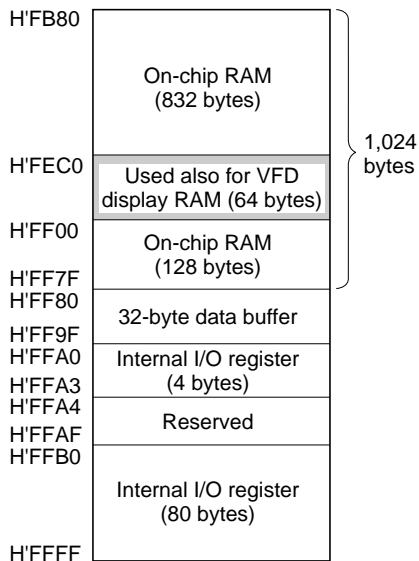 H'FB80
On-chip RAM
(832 bytes)
1,024
bytes
H'FEC0
Used also for VFD
display RAM (64 bytes)
H'FF00
On-chip RAM
(128 bytes)
H'FF7F
H'FF80
32-byte data buffer
H'FF9F
H'FFA0
Internal I/O register
(4 bytes)
H'FFA3
H'FFA4
Reserved
H'FFAF
H'FFB0
Internal I/O register
(80 bytes)
H'FFFF